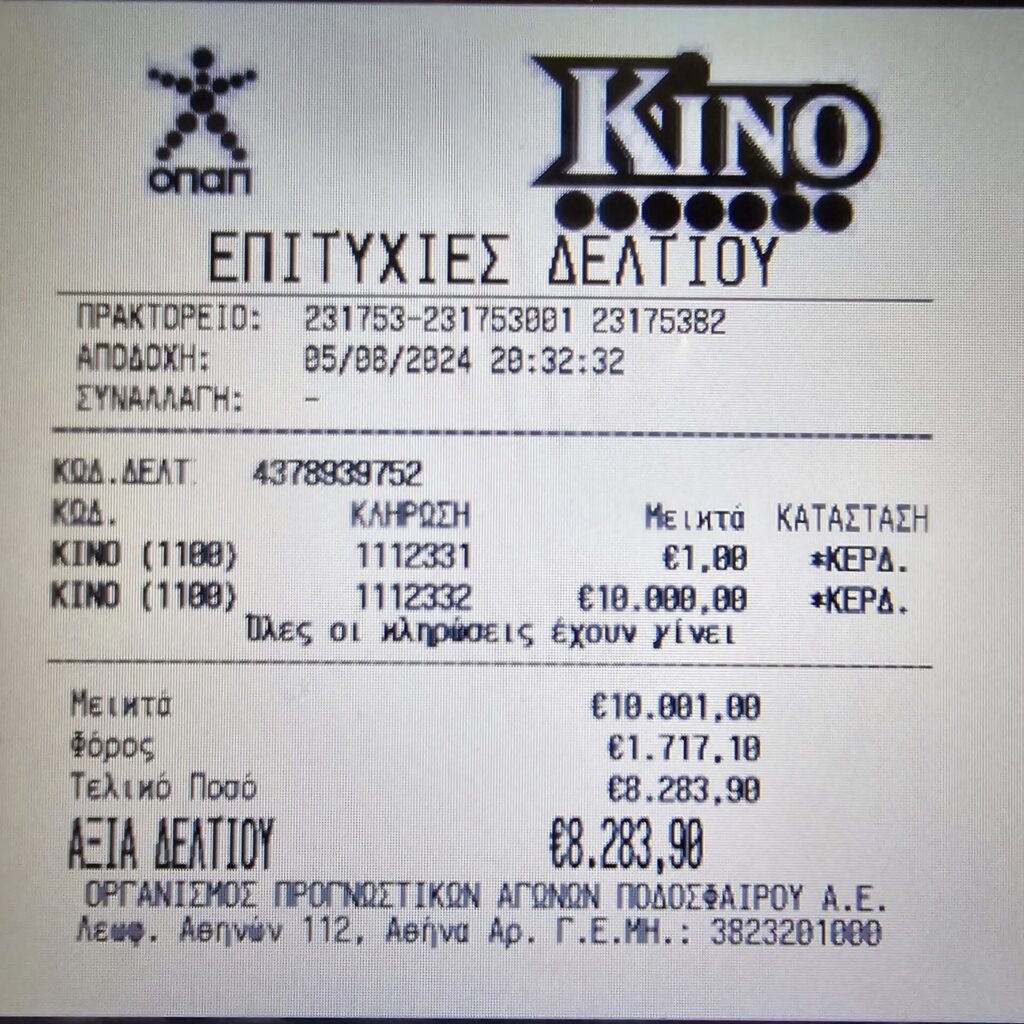 οπαπ
KINO
ΕΠΙΤΥΧΙΕΣ ΔΕΛΤΙΟΥ
ΠΡΑΚΤΟΡΕΙΟ: 231753-231753001 23175382
ΑΠΟΔΟΧΗ: 05/08/2024 20:32:32
ΣΥΝΑΛΛΑΓΗ: -
ΚΩΔ.ΔΕΛΤ. 4378939752
ΚΩΔ. ΚΛΗΡΩΣΗ Μεικτά ΚΑΤΑΣΤΑΣΗ
KINO (1100) 1112331 €1,00 *ΚΕΡΔ.
KINO (1100) 1112332 €10.000,00 *ΚΕΡΔ.
Όλες οι κληρώσεις έχουν γίνει
Μεικτά €10.001,00
Φόρος €1.717,10
Τελικό Ποσό €8.283,90
ΑΞΙΑ ΔΕΛΤΙΟΥ €8.283,90
ΟΡΓΑΝΙΣΜΟΣ ΠΡΟΓΝΩΣΤΙΚΩΝ ΑΓΩΝΩΝ ΠΟΔΟΣΦΑΙΡΟΥ Α.Ε.
Λεωφ. Αθηνών 112, Αθήνα Αρ. Γ.Ε.ΜΗ.: 3823201000